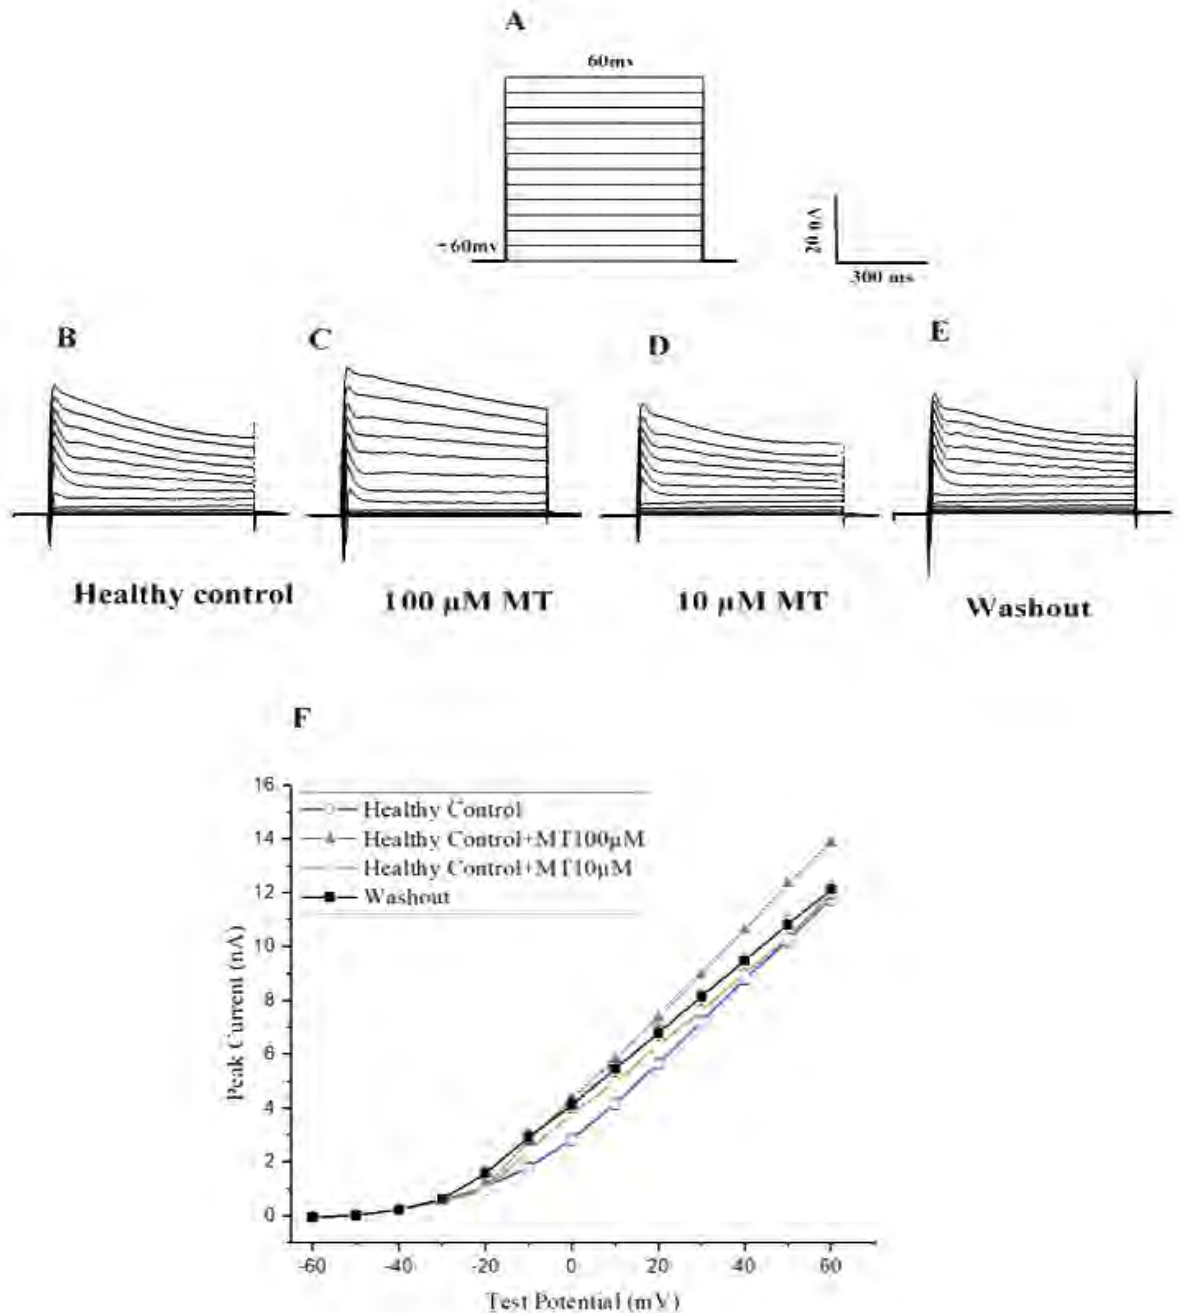 A
60mv
-60mv
20 nA
300 ms
B
C
D
E
Healthy control
100 µM MT
10 µM MT
Washout
F
Peak Current (nA)
16
14
12
10
8
6
4
2
0
Healthy Control
Healthy Control+MT100µM
Healthy Control+MT10µM
Washout
-60 -40 -20 0 20 40 60
Test Potential (mV)